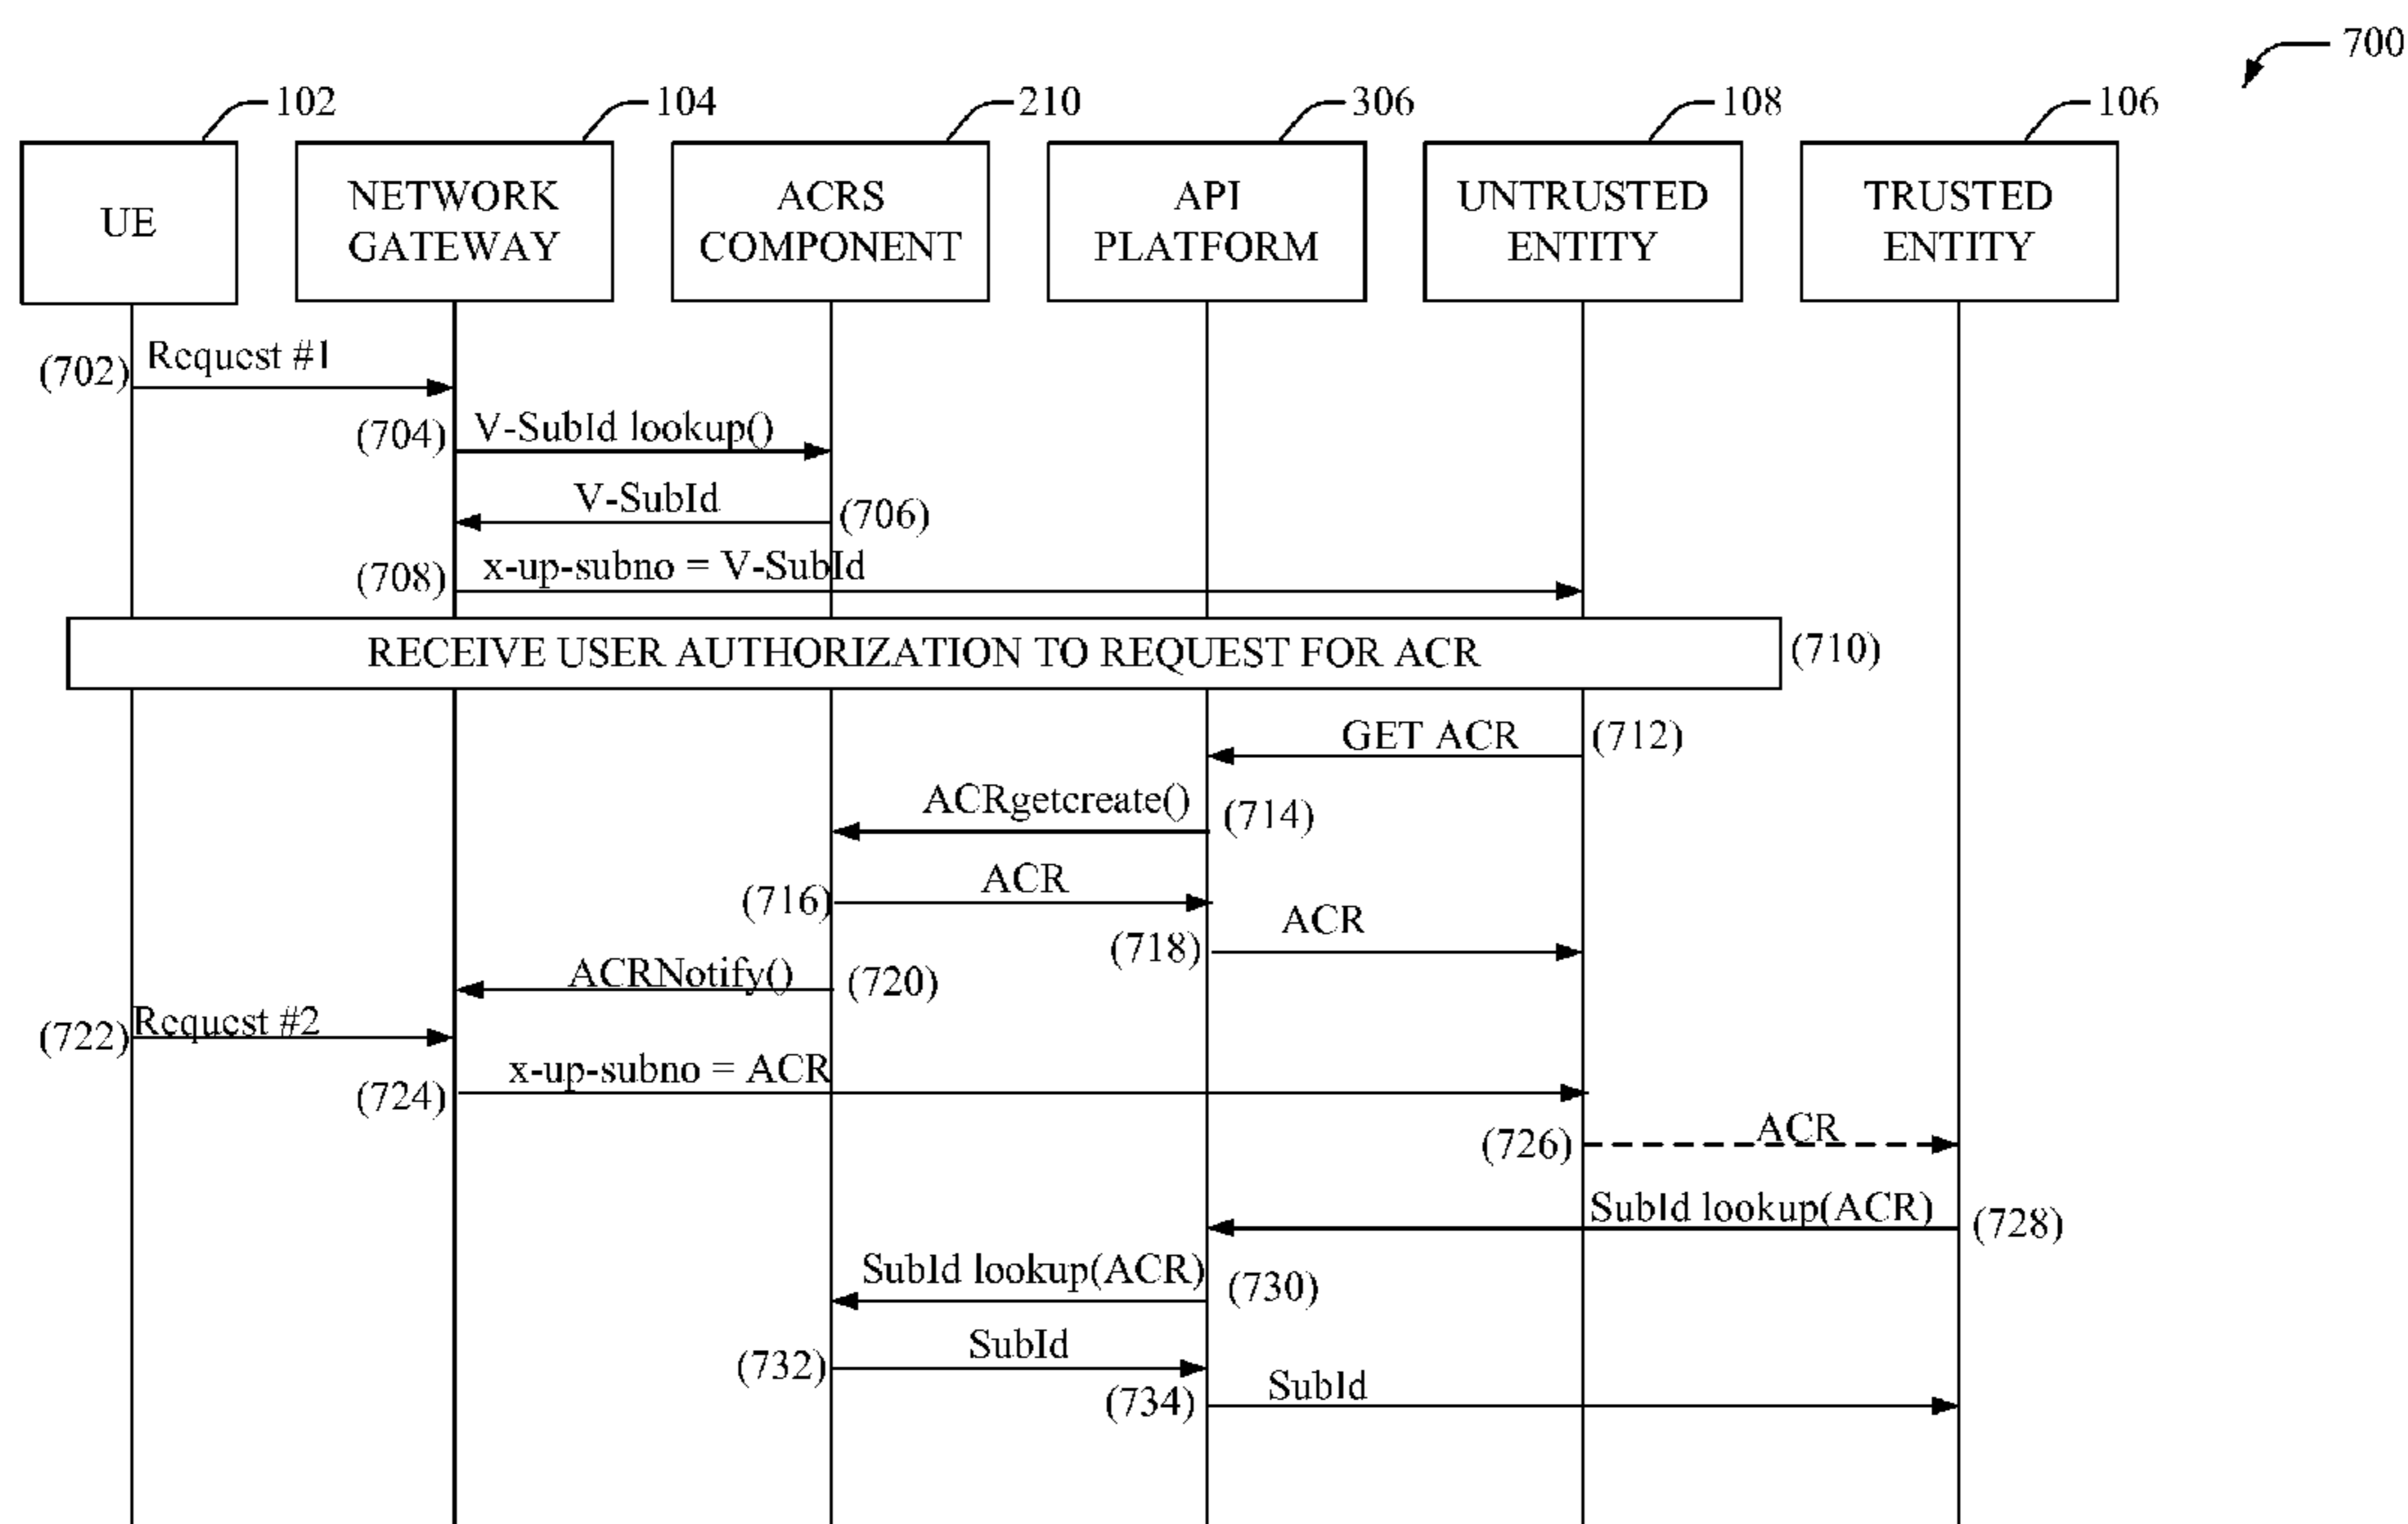 700
102
104
210
306
108
106
UE
NETWORK
GATEWAY
ACRS
COMPONENT
API
PLATFORM
UNTRUSTED
ENTITY
TRUSTED
ENTITY
(702) Request #1
(704) V-SubId lookup()
V-SubId (706)
(708) x-up-subno = V-SubId
RECEIVE USER AUTHORIZATION TO REQUEST FOR ACR (710)
GET ACR (712)
ACRgetcreate() (714)
(716) ACR
(718) ACR
ACRNotify() (720)
(722) Request #2
(724) x-up-subno = ACR
(726) ACR
SubId lookup(ACR) (728)
SubId lookup(ACR) (730)
(732) SubId
(734) SubId